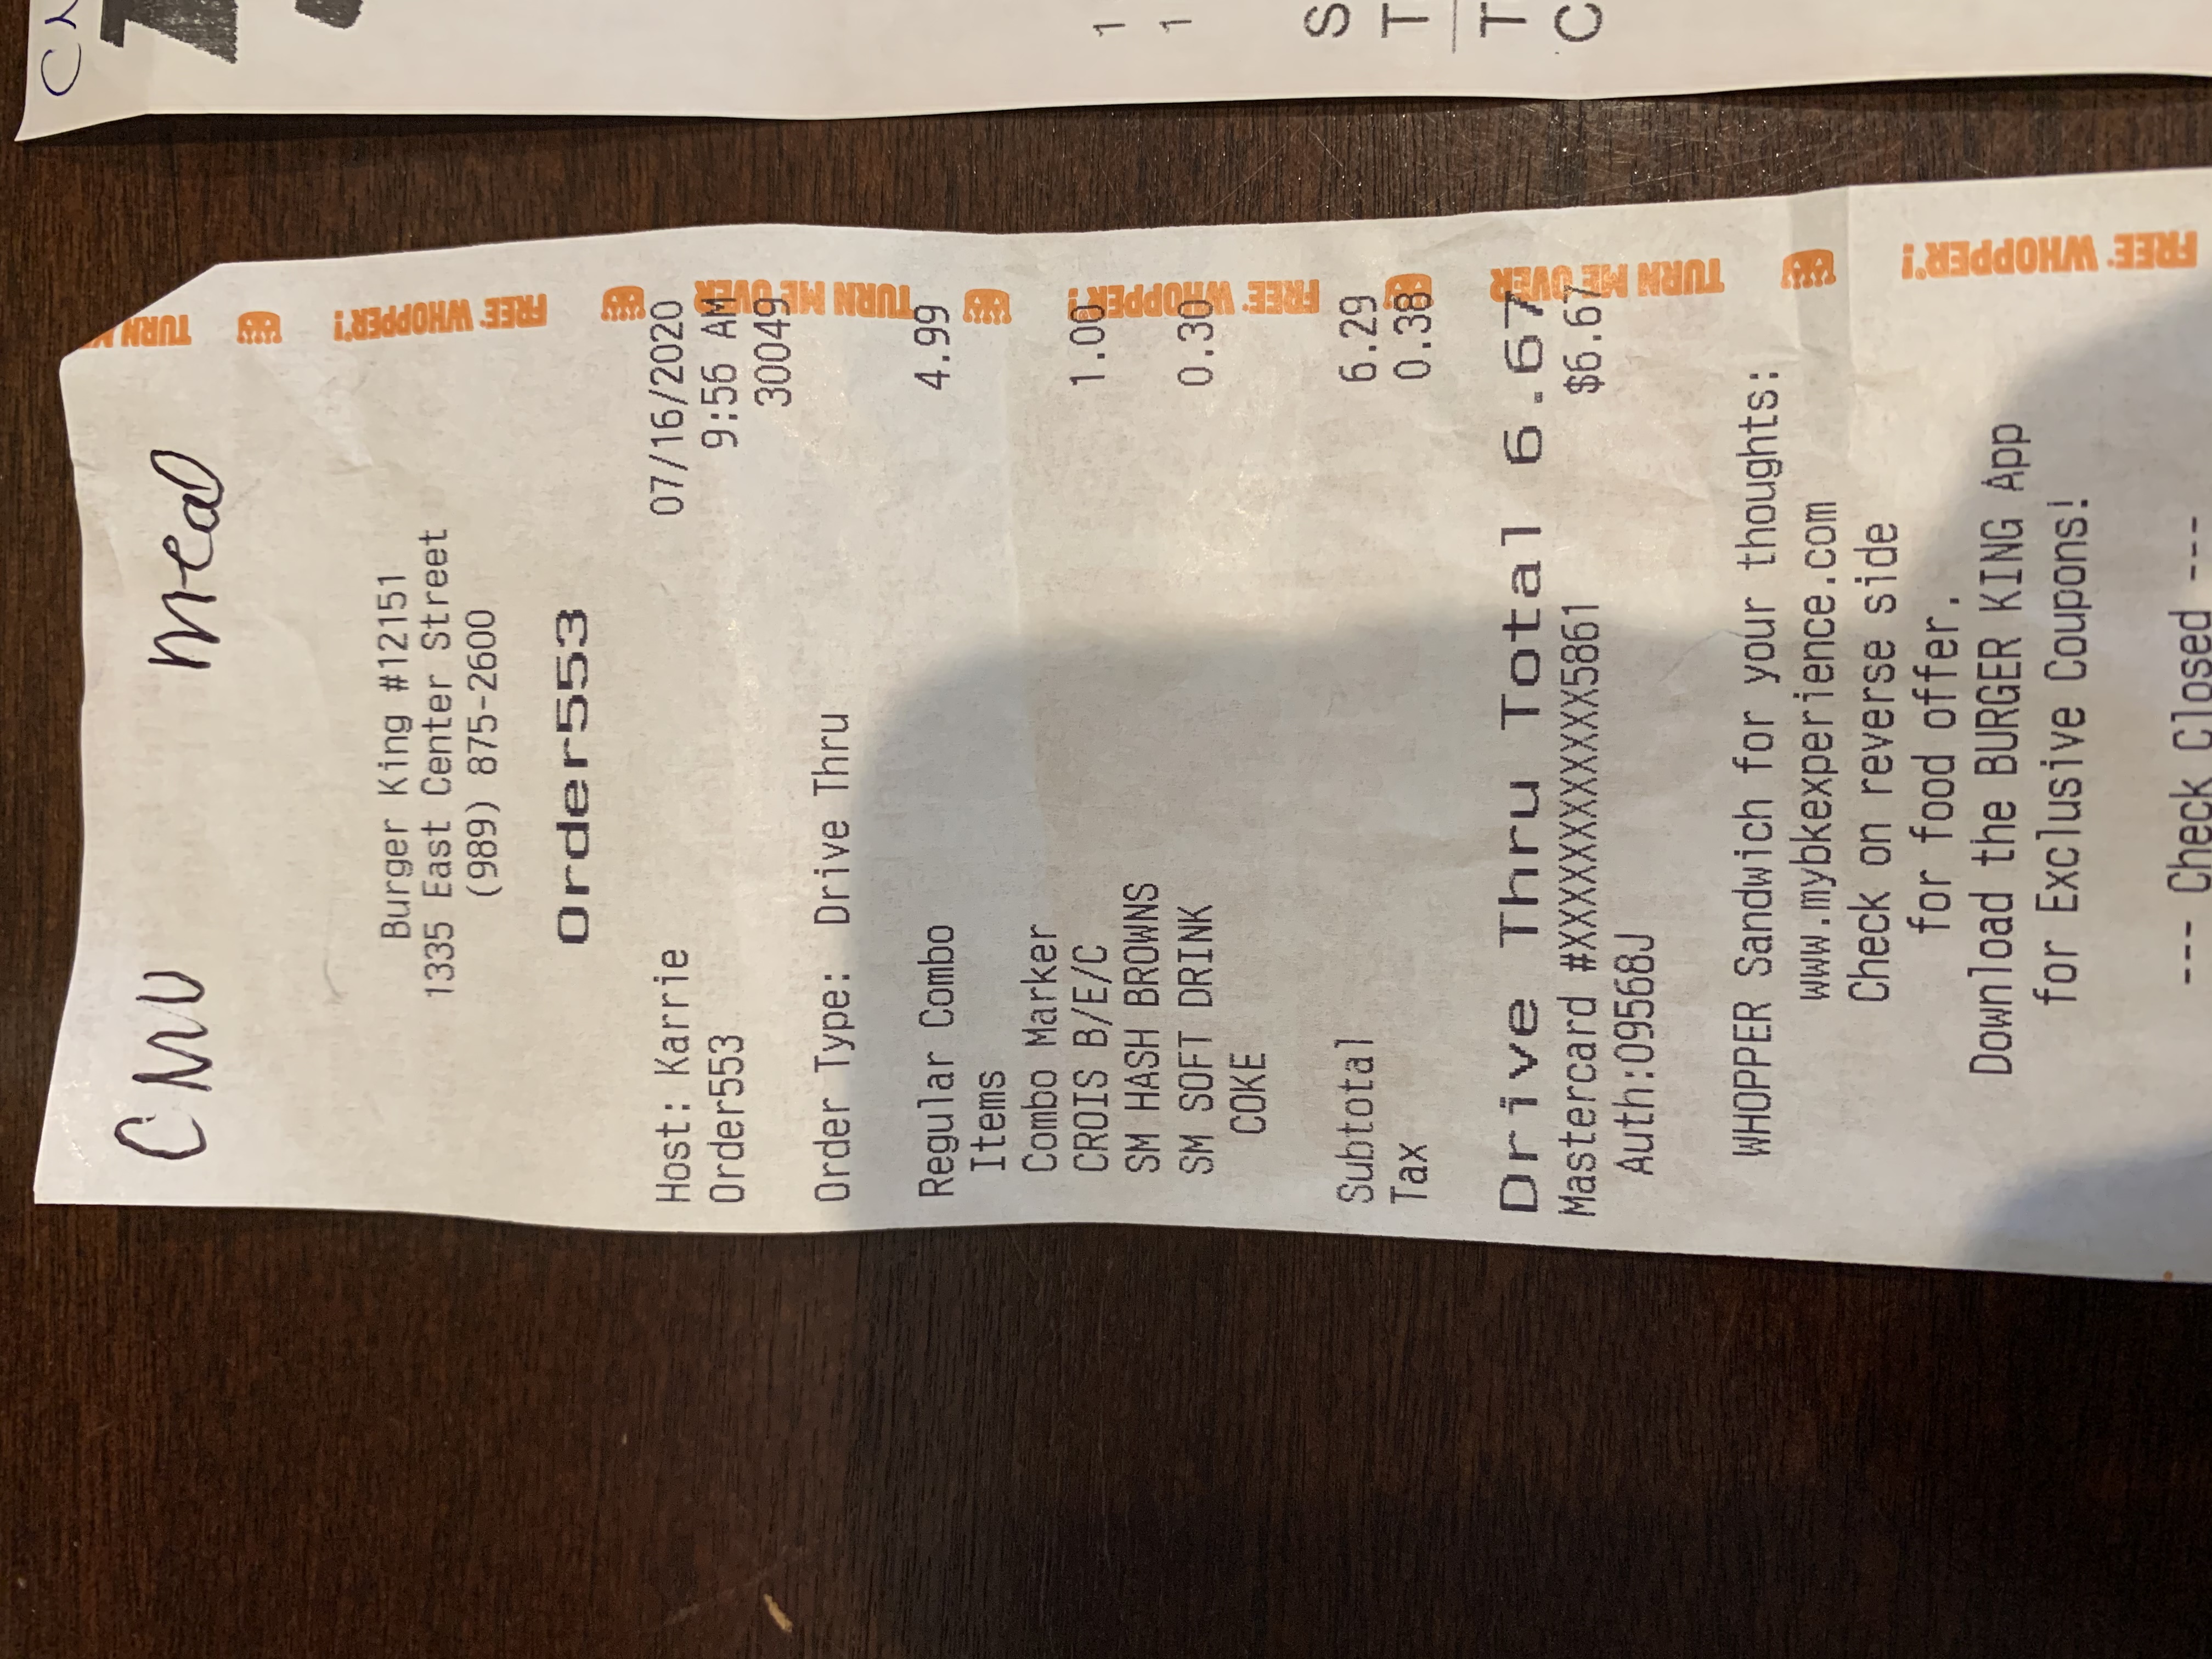 CMU meal
Burger King #12151
1335 East Center Street
(989) 875-2600
Order553
Host: Karrie 07/16/2020
Order553 9:56 AM
30049
Order Type: Drive Thru
Regular Combo 4.99
Items
Combo Marker
CROIS B/E/C 1.00
SM HASH BROWNS
SM SOFT DRINK 0.30
COKE
Subtotal 6.29
Tax 0.38
Drive Thru Total 6.67
Mastercard #XXXXXXXXXXXX5861 $6.67
Auth:09568J
WHOPPER Sandwich for your thoughts:
www.mybkexperience.com
Check on reverse side
for food offer.
Download the BURGER KING App
for Exclusive Coupons!
--- Check Closed ---
TURN
FREE WHOPPER!
TURN ME OVER
FREE WHOPPER!
TURN ME OVER
FREE WHOPPER!
1
1
S
T
T
C